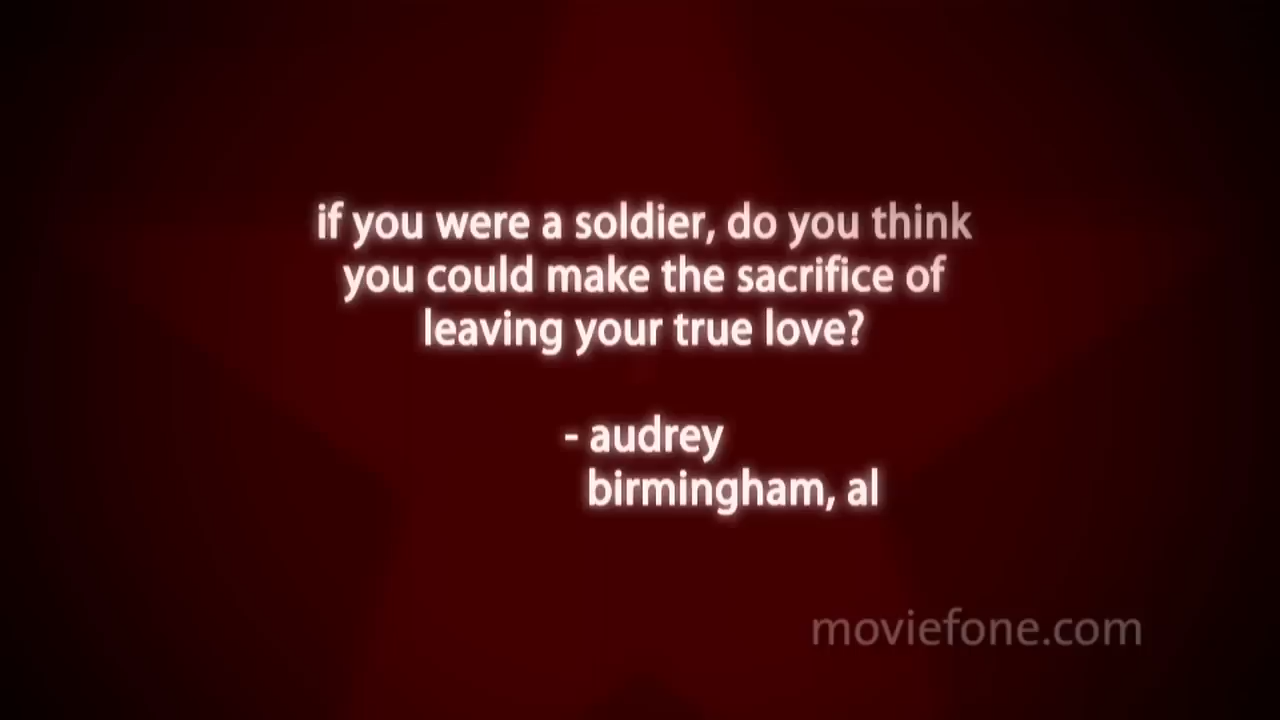 if you were a soldier, do you think
you could make the sacrifice of
leaving your true love?
- audrey
birmingham, al
moviefone.com